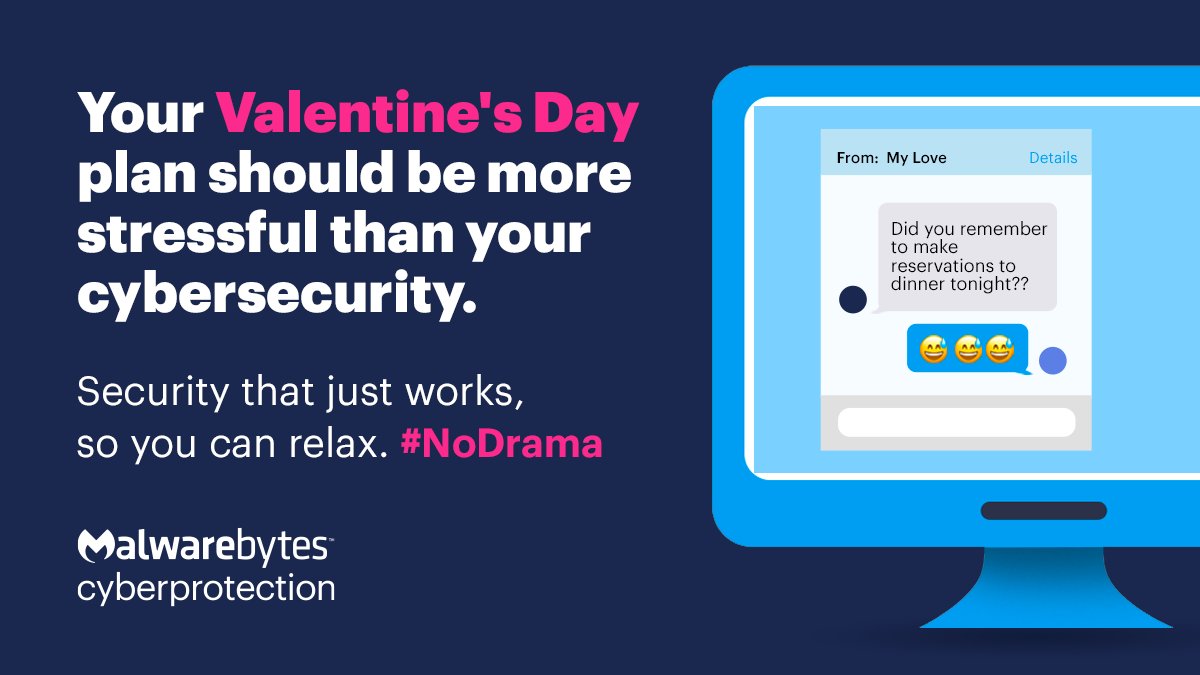 Your Valentine's Day
plan should be more
stressful than your
cybersecurity.
Security that just works,
so you can relax. #NoDrama
Malwarebytes™
cyberprotection
From: My Love Details
Did you remember
to make
reservations to
dinner tonight??
😅 😅😅